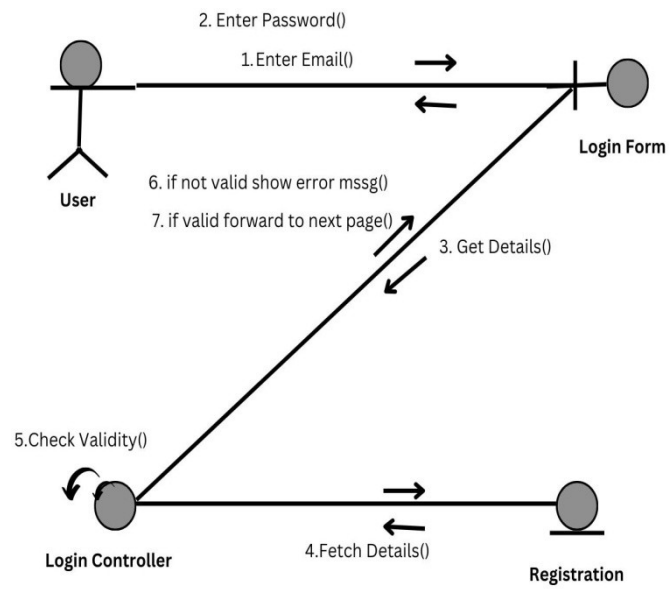 2. Enter Password()
1.Enter Email()
Login Form
User
6. if not valid show error mssg()
7. if valid forward to next page()
3. Get Details()
5.Check Validity()
4.Fetch Details()
Login Controller
Registration